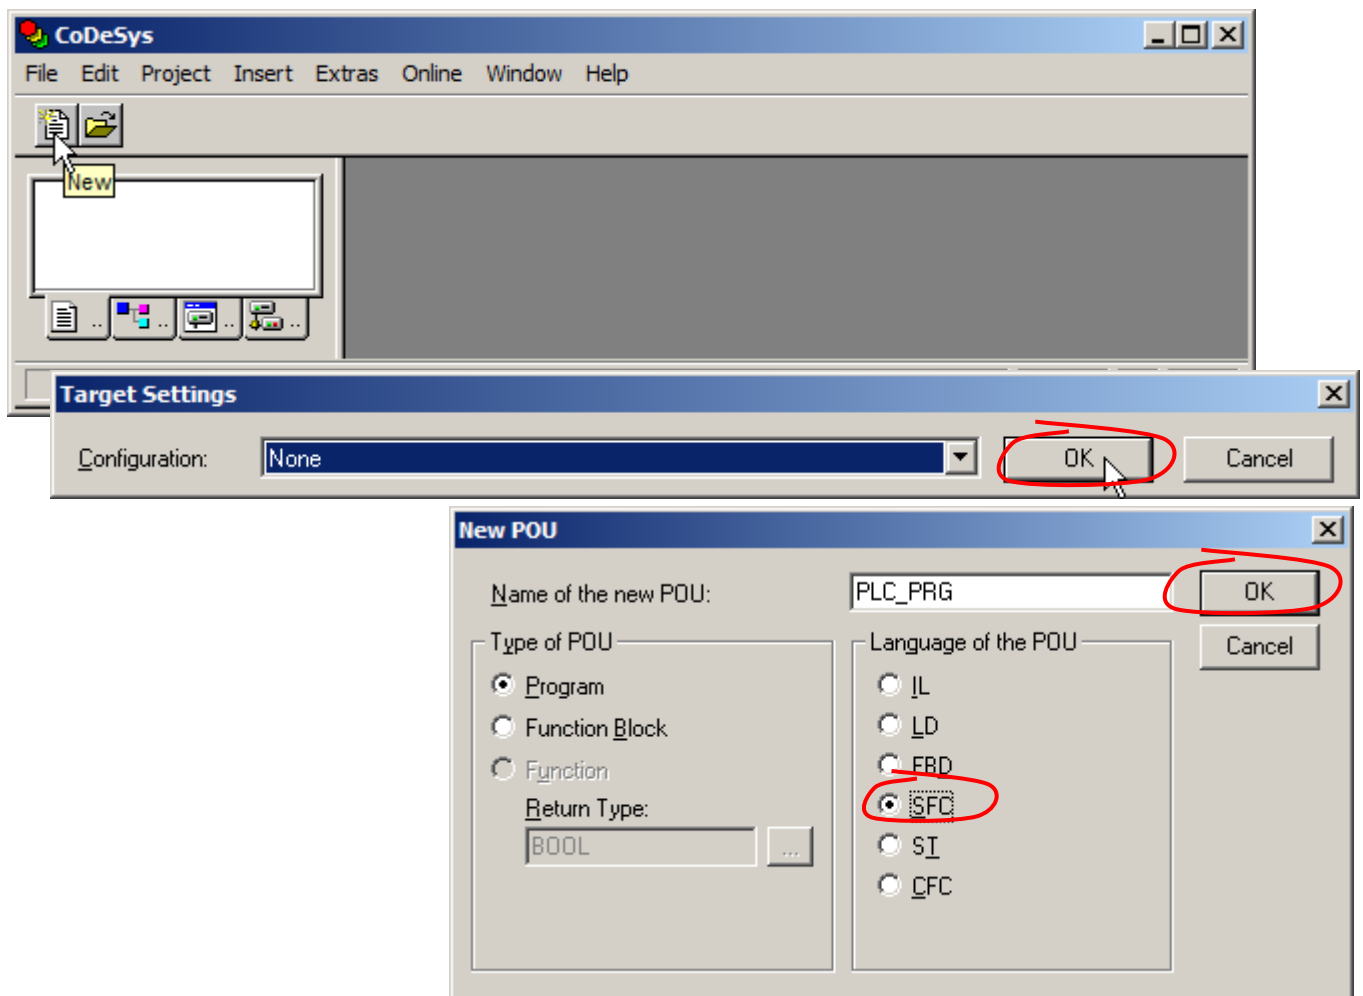 CoDeSys
File Edit Project Insert Extras Online Window Help
New
.. .. .. ..
Target Settings
Configuration: None OK Cancel
New POU
Name of the new POU: PLC_PRG OK
Type of POU Language of the POU Cancel
Program IL
Function Block LD
Function FBD
Return Type: SFC
BOOL ... ST
CFC